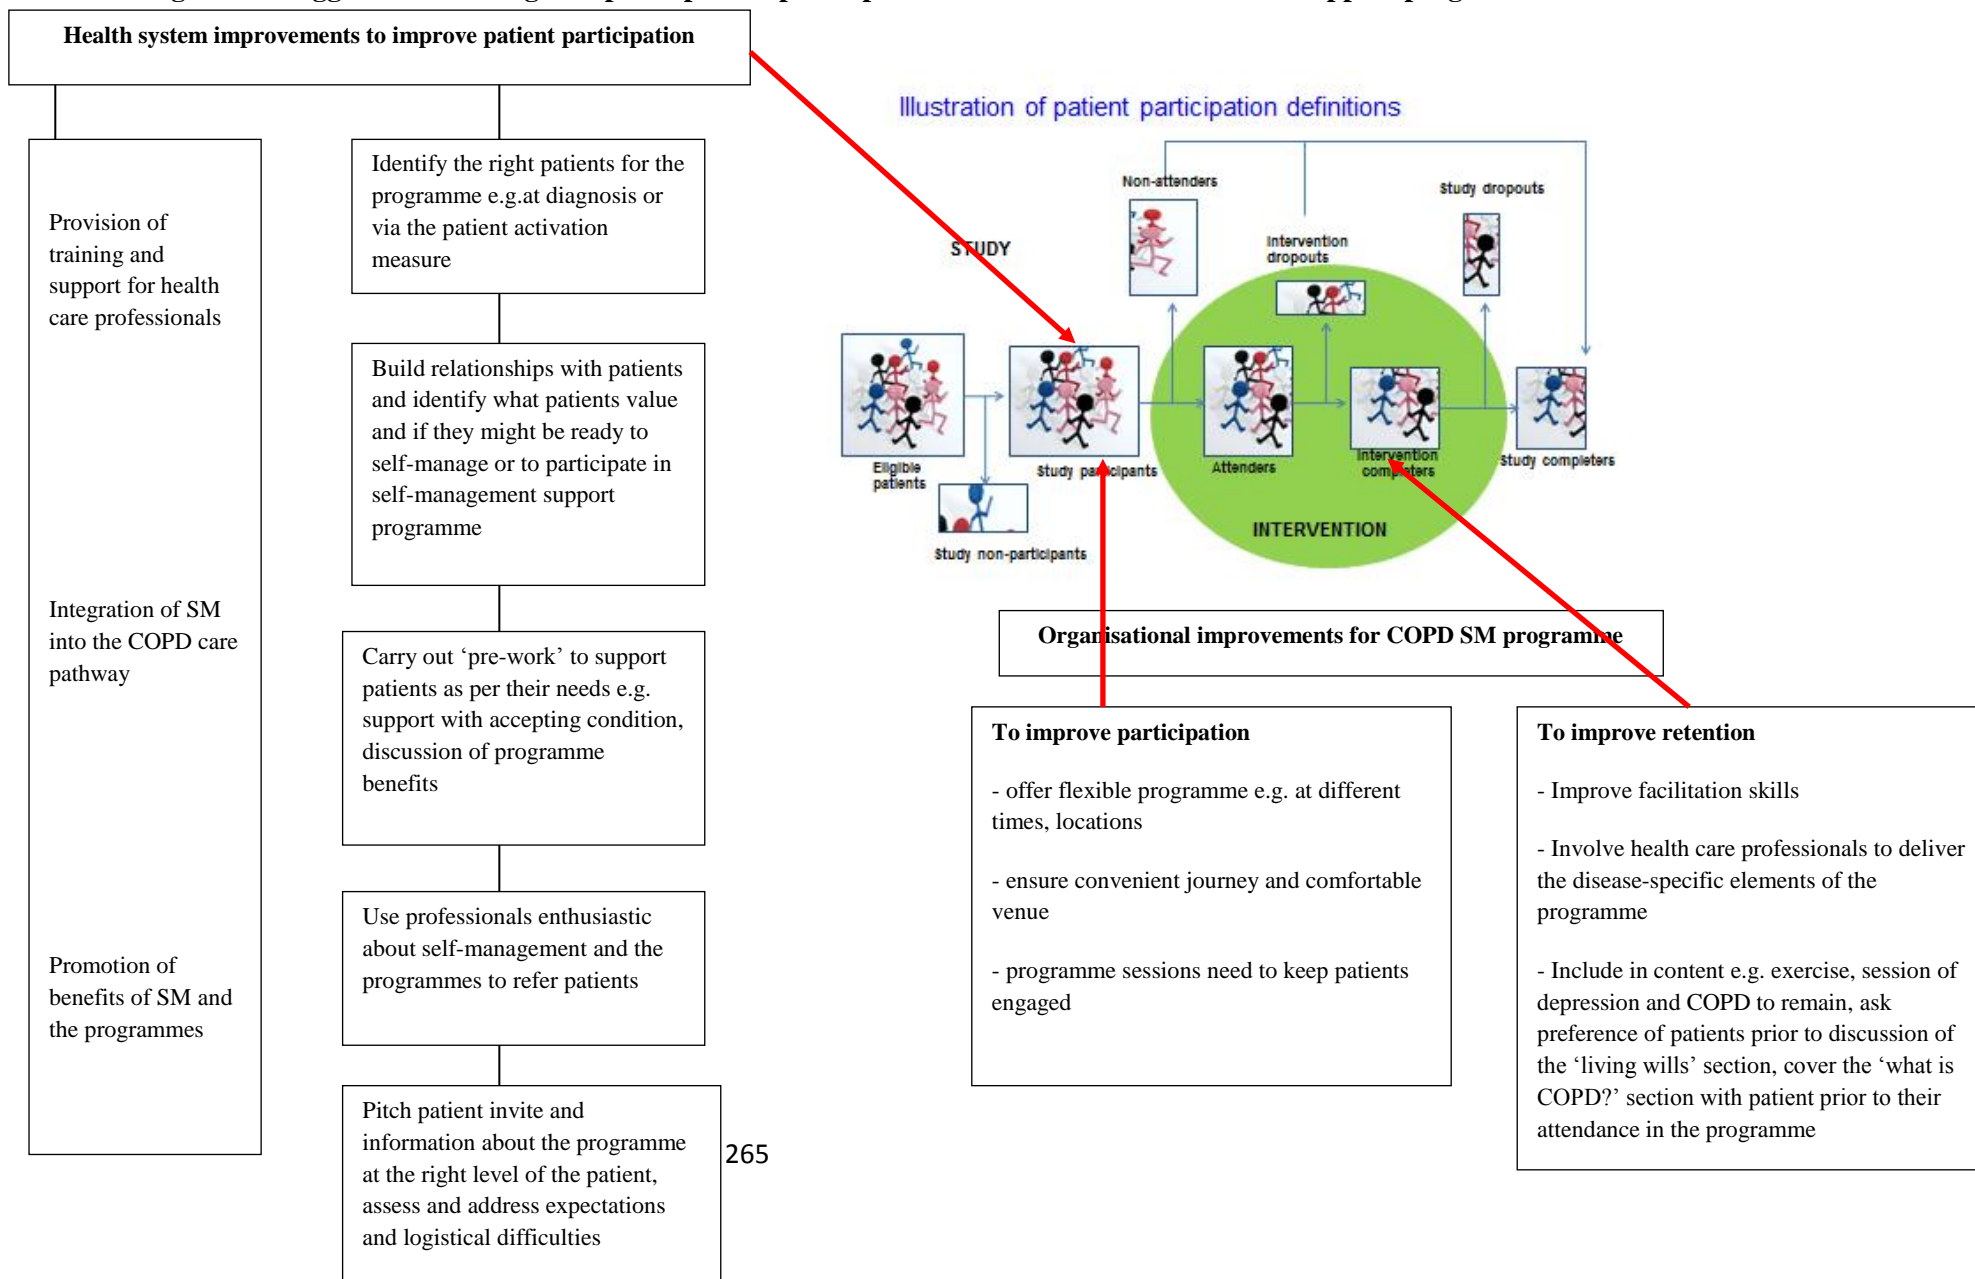 Health system improvements to improve patient participation
Provision of
training and
support for health
care professionals
Integration of SM
into the COPD care
pathway
Promotion of
benefits of SM and
the programmes
Identify the right patients for the
programme e.g.at diagnosis or
via the patient activation
measure
Build relationships with patients
and identify what patients value
and if they might be ready to
self-manage or to participate in
self-management support
programme
Carry out ‘pre-work’ to support
patients as per their needs e.g.
support with accepting condition,
discussion of programme
benefits
Use professionals enthusiastic
about self-management and the
programmes to refer patients
Pitch patient invite and
information about the programme
at the right level of the patient,
assess and address expectations
and logistical difficulties
Illustration of patient participation definitions
Non-attenders
Study dropouts
STUDY
Intervention
dropouts
Eligible
patients
Study participants
Attenders
Intervention
completers
Study completers
Study non-participants
INTERVENTION
Organisational improvements for COPD SM programme
To improve participation
- offer flexible programme e.g. at different
times, locations
- ensure convenient journey and comfortable
venue
- programme sessions need to keep patients
engaged
To improve retention
- Improve facilitation skills
- Involve health care professionals to deliver
the disease-specific elements of the
programme
- Include in content e.g. exercise, session of
depression and COPD to remain, ask
preference of patients prior to discussion of
the ‘living wills’ section, cover the ‘what is
COPD?’ section with patient prior to their
attendance in the programme
265